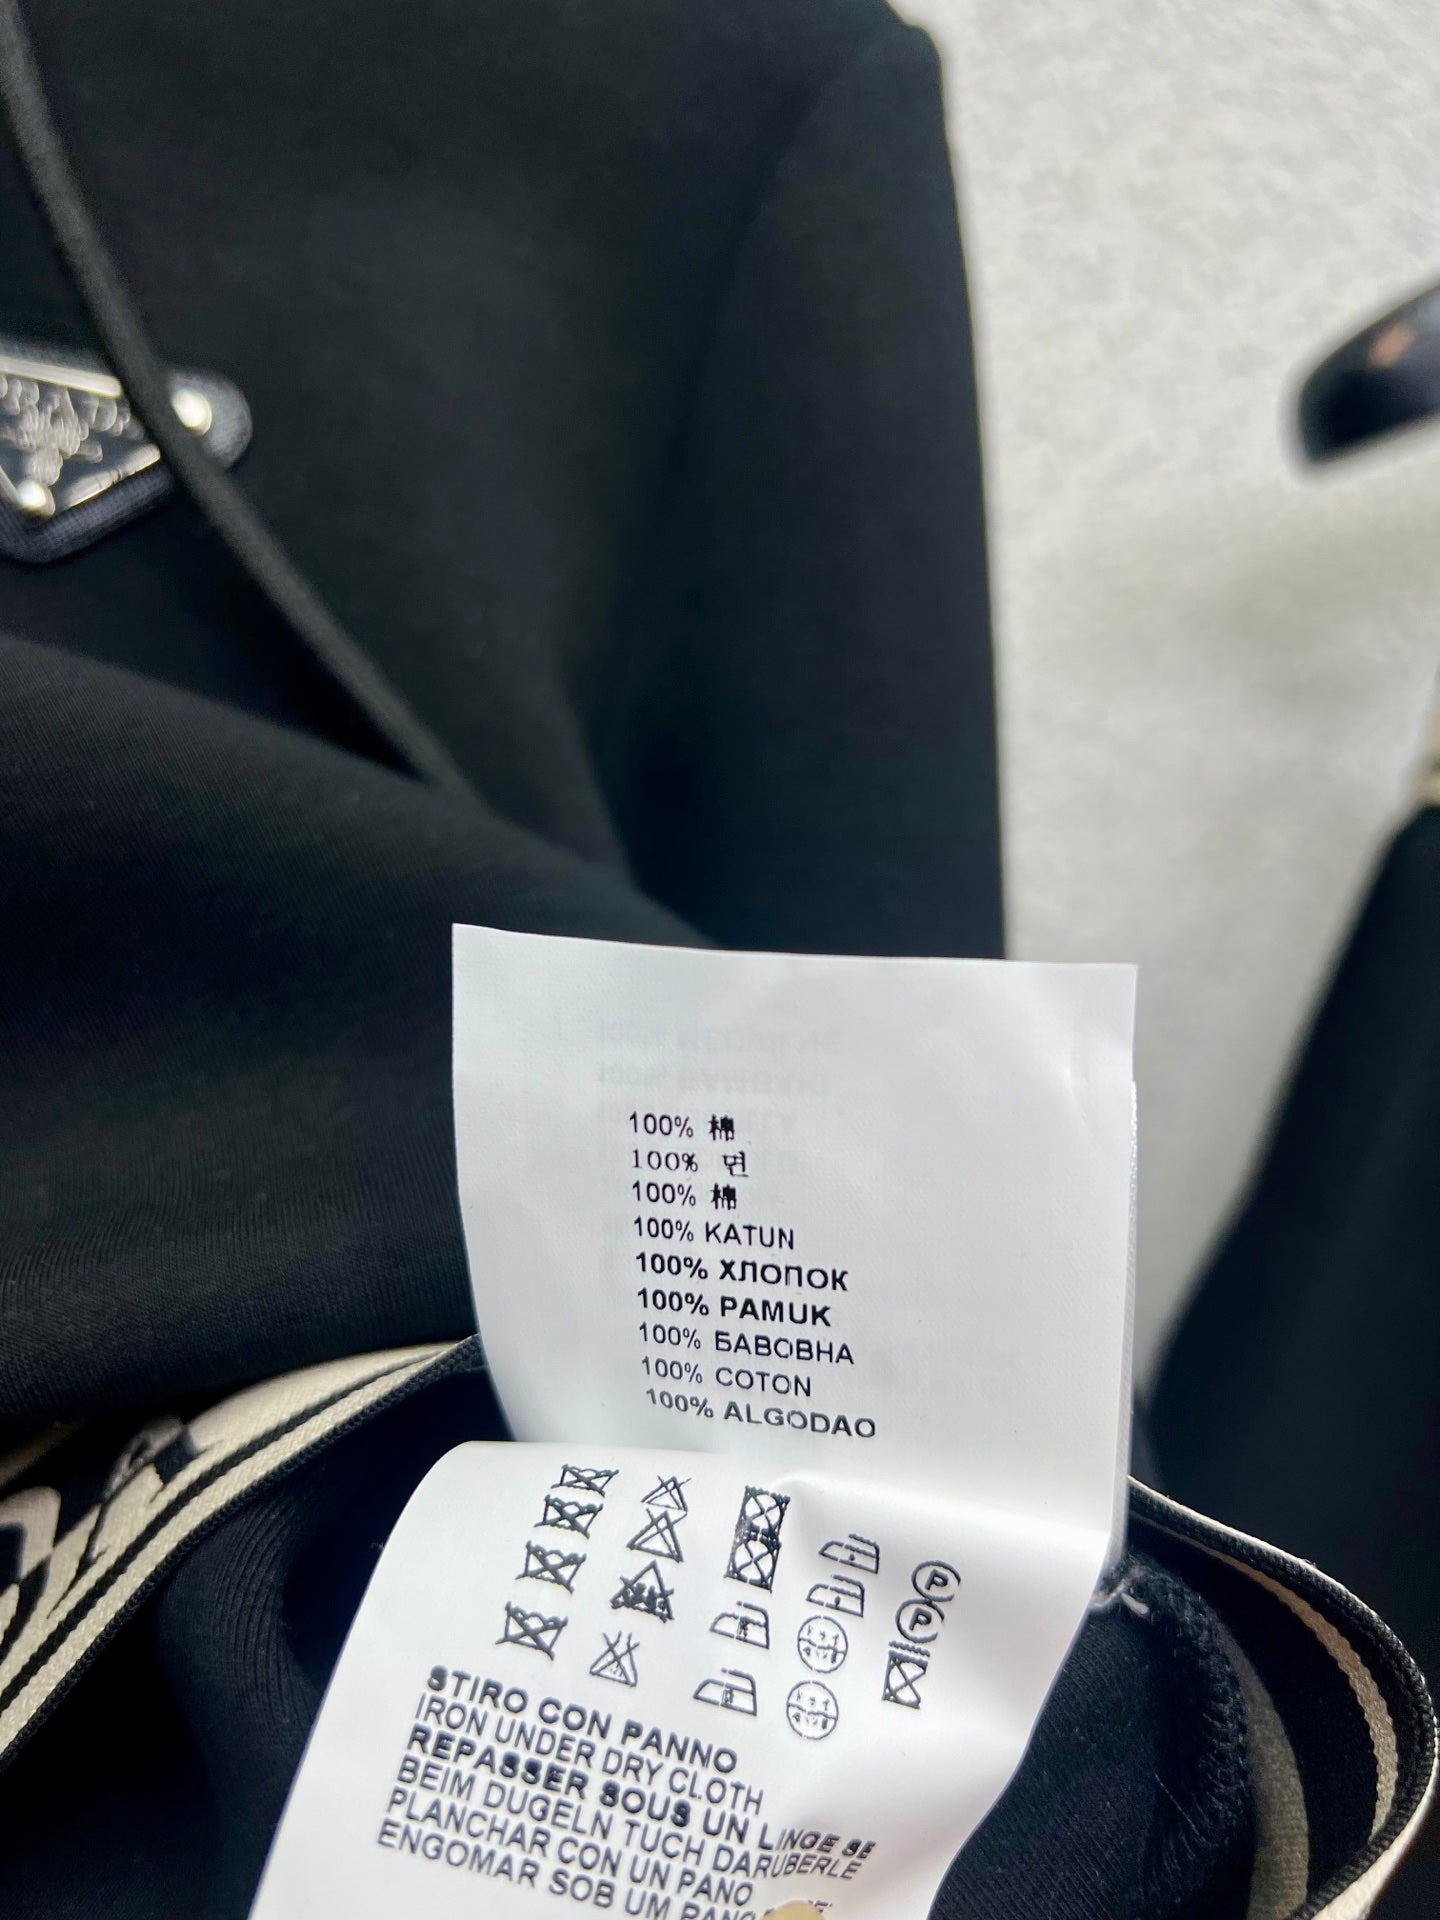 100% 棉
100% 면
100% 棉
100% KATUN
100% ХЛОПОК
100% PAMUK
100% БАВОВНА
100% COTON
100% ALGODAO
STIRO CON PANNO
IRON UNDER DRY CLOTH
REPASSER SOUS UN LINGE SE
BEIM DUGELN TUCH DARUBERLE
PLANCHAR CON UN PANO
ENGOMAR SOB UM PANO